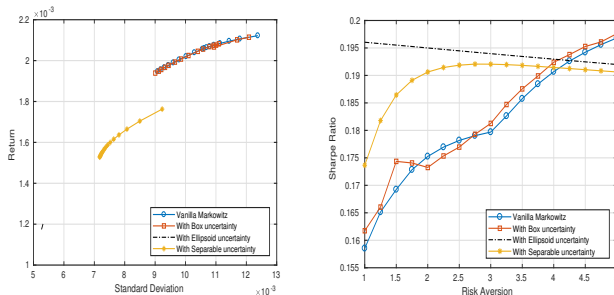 ×10⁻³
2.2
2
1.8
1.6
1.4
1.2
1
Return
5 6 7 8 9 10 11 12 13
Standard Deviation
×10⁻³
Vanilla Markowitz
With Box uncertainty
With Ellipsoid uncertainty
With Separable uncertainty
0.2
0.195
0.19
0.185
0.18
0.175
0.17
0.165
0.16
0.155
Sharpe Ratio
1 1.5 2 2.5 3 3.5 4 4.5
Risk Aversion
Vanilla Markowitz
With Box uncertainty
With Ellipsoid uncertainty
With Separable uncertainty